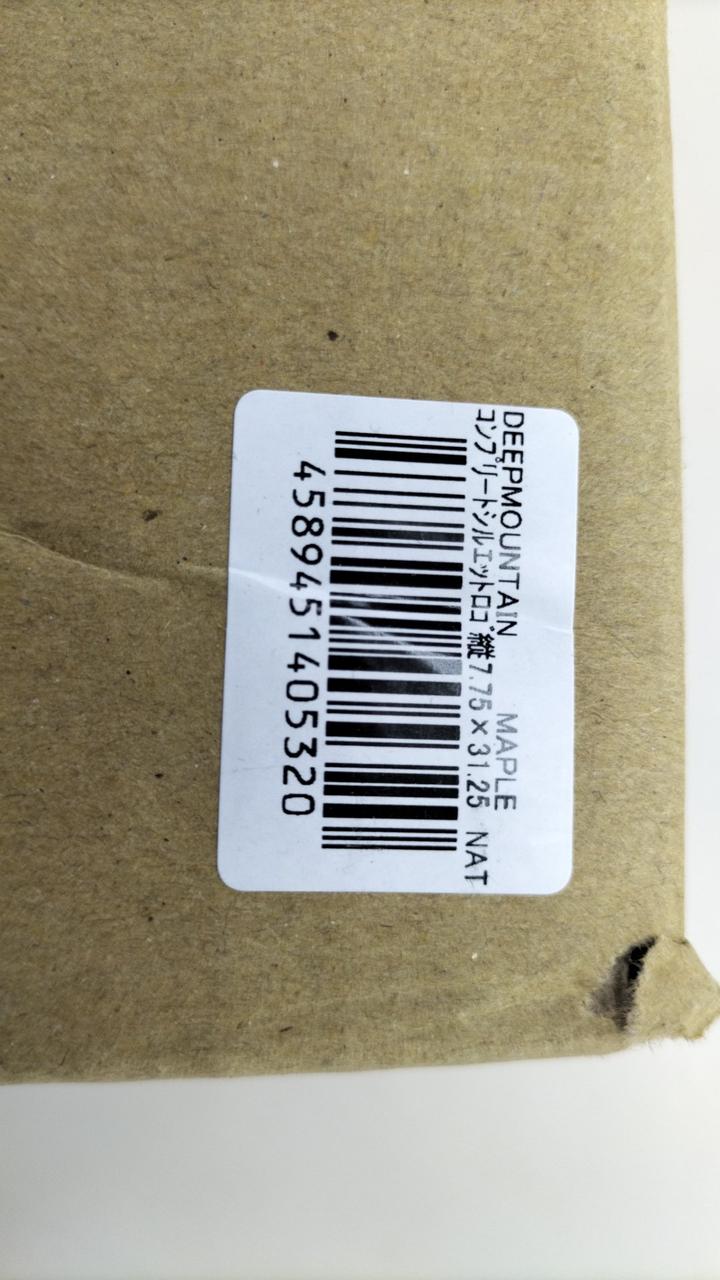 DEEPMOUNTAIN MAPLE
ｺﾝﾌﾟﾘｰﾄｼﾙｴｯﾄﾛｺﾞ縦7.75×31.25 NAT
4589451405320